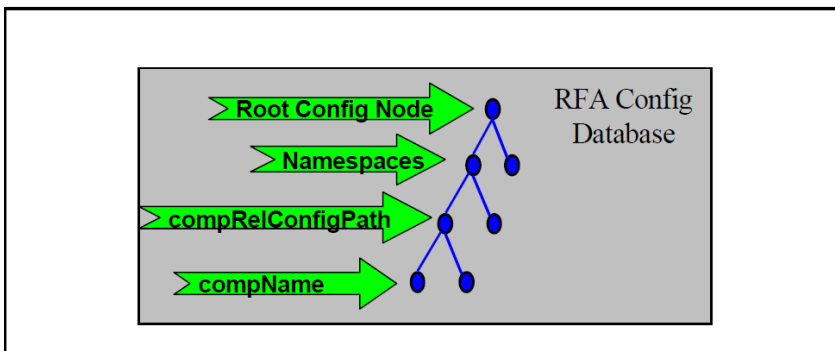 Root Config Node
RFA Config
Database
Namespaces
compRelConfigPath
compName